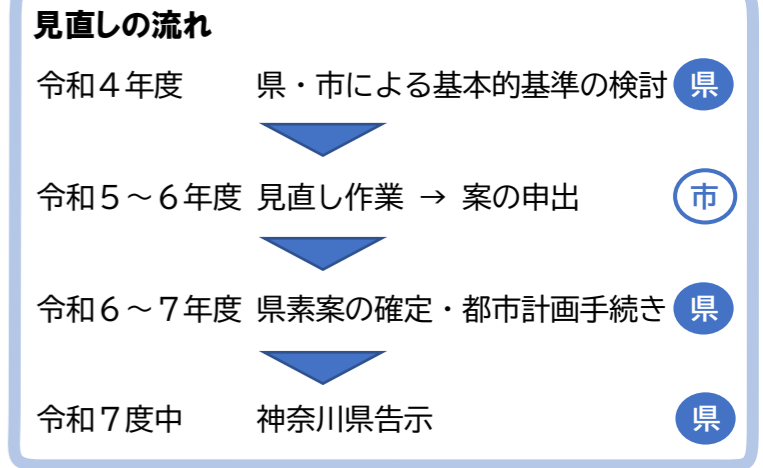 見直しの流れ
令和４年度 県・市による基本的基準の検討 県
令和５～６年度 見直し作業 → 案の申出 市
令和６～７年度 県素案の確定・都市計画手続き 県
令和７度中 神奈川県告示 県